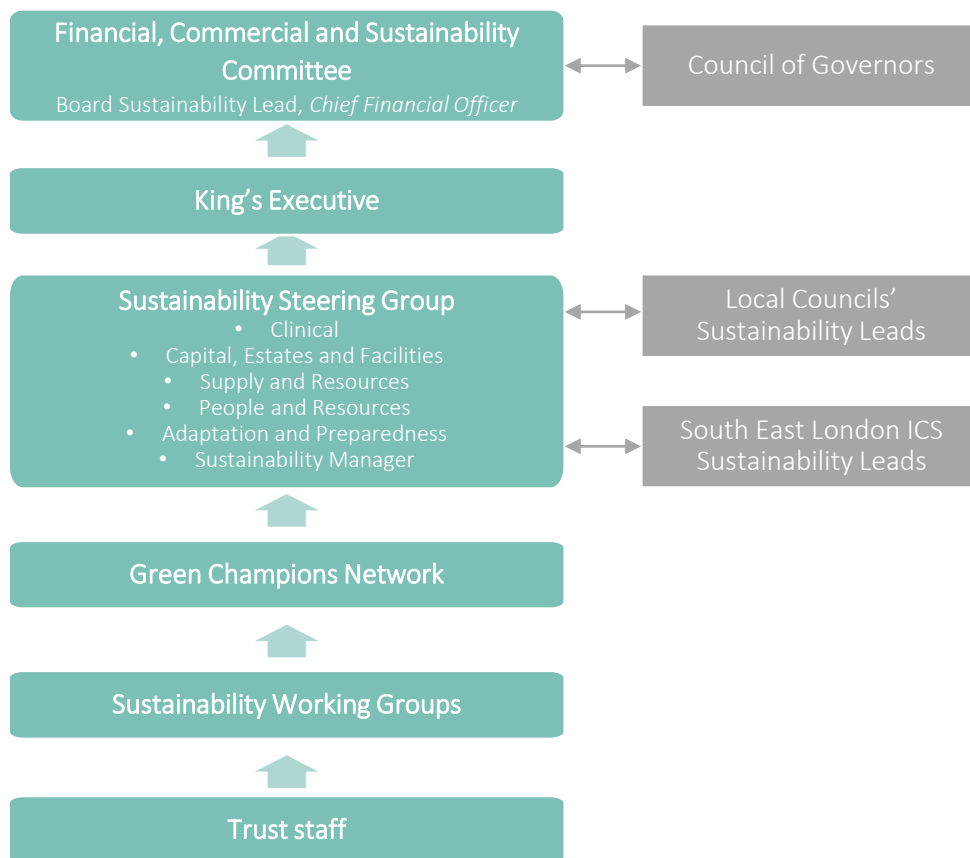 Financial, Commercial and Sustainability
Committee
Board Sustainability Lead, Chief Financial Officer
Council of Governors
King's Executive
Sustainability Steering Group
• Clinical
• Capital, Estates and Facilities
• Supply and Resources
• People and Resources
• Adaptation and Preparedness
• Sustainability Manager
Local Councils'
Sustainability Leads
South East London ICS
Sustainability Leads
Green Champions Network
Sustainability Working Groups
Trust staff